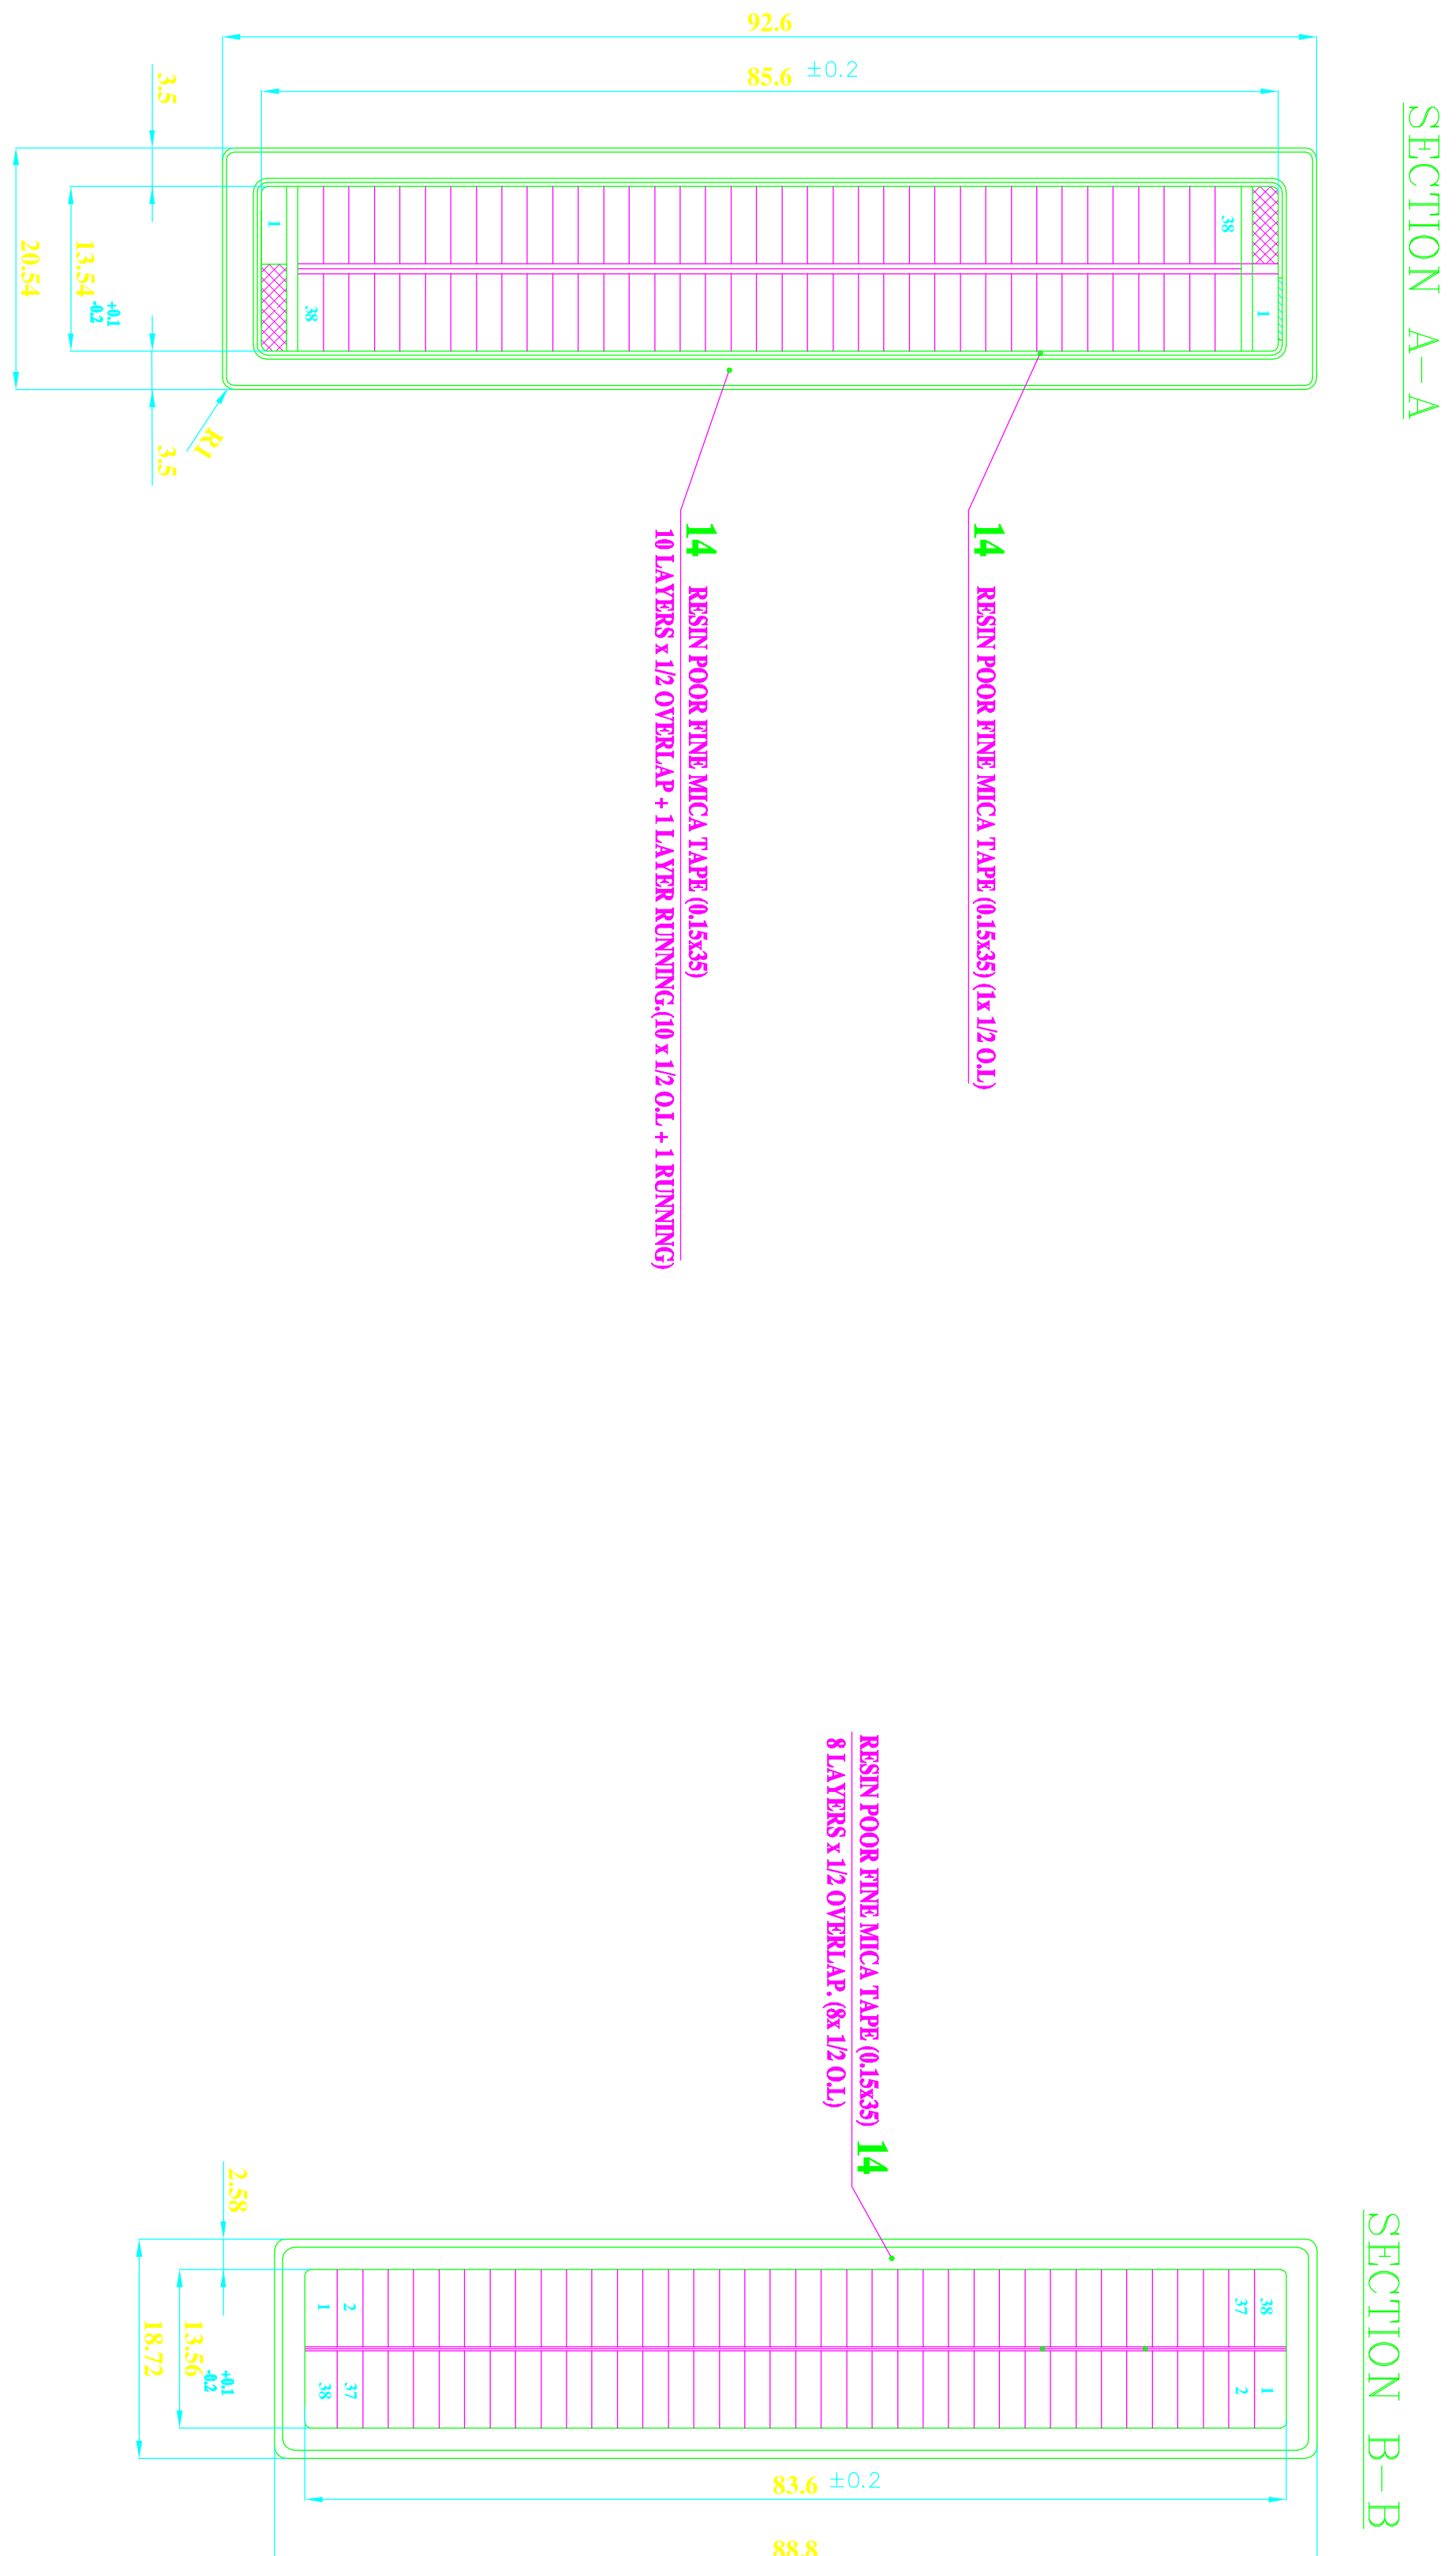 SECTION A-A
92.6
85.6 ±0.2
3.5
1
38
38
1
13.54 +0.1 -0.2
20.54
3.5
R1
14 RESIN POOR FINE MICA TAPE (0.15x35) (1x 1/2 O.L)
14 RESIN POOR FINE MICA TAPE (0.15x35)
10 LAYERS x 1/2 OVERLAP + 1 LAYER RUNNING.(10 x 1/2 O.L + 1 RUNNING)
SECTION B-B
RESIN POOR FINE MICA TAPE (0.15x35) 14
8 LAYERS x 1/2 OVERLAP. (8x 1/2 O.L)
2.58
1 2
37 38
38 37
2 1
13.56 +0.1 -0.2
18.72
83.6 ±0.2
88.8